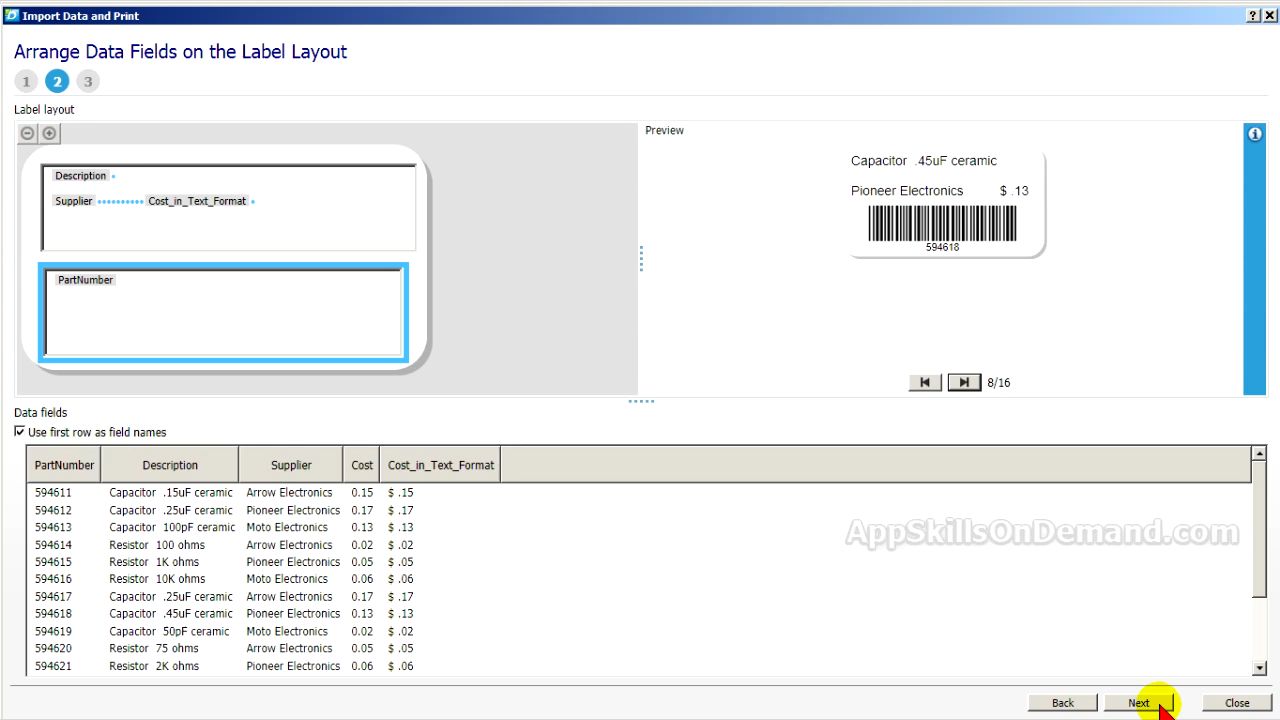 Import Data and Print
Arrange Data Fields on the Label Layout
1 2 3
Label layout
Description
Supplier Cost_in_Text_Format
PartNumber
Preview
Capacitor .45uF ceramic
Pioneer Electronics $ .13
594618
8/16
Data fields
Use first row as field names
PartNumber Description Supplier Cost Cost_in_Text_Format
594611 Capacitor .15uF ceramic Arrow Electronics 0.15 $ .15
594612 Capacitor .25uF ceramic Pioneer Electronics 0.17 $ .17
594613 Capacitor 100pF ceramic Moto Electronics 0.13 $ .13
594614 Resistor 100 ohms Arrow Electronics 0.02 $ .02
594615 Resistor 1K ohms Pioneer Electronics 0.05 $ .05
594616 Resistor 10K ohms Moto Electronics 0.06 $ .06
594617 Capacitor .25uF ceramic Arrow Electronics 0.17 $ .17
594618 Capacitor .45uF ceramic Pioneer Electronics 0.13 $ .13
594619 Capacitor 50pF ceramic Moto Electronics 0.02 $ .02
594620 Resistor 75 ohms Arrow Electronics 0.05 $ .05
594621 Resistor 2K ohms Pioneer Electronics 0.06 $ .06
AppSkillsOnDemand.com
Back Next Close